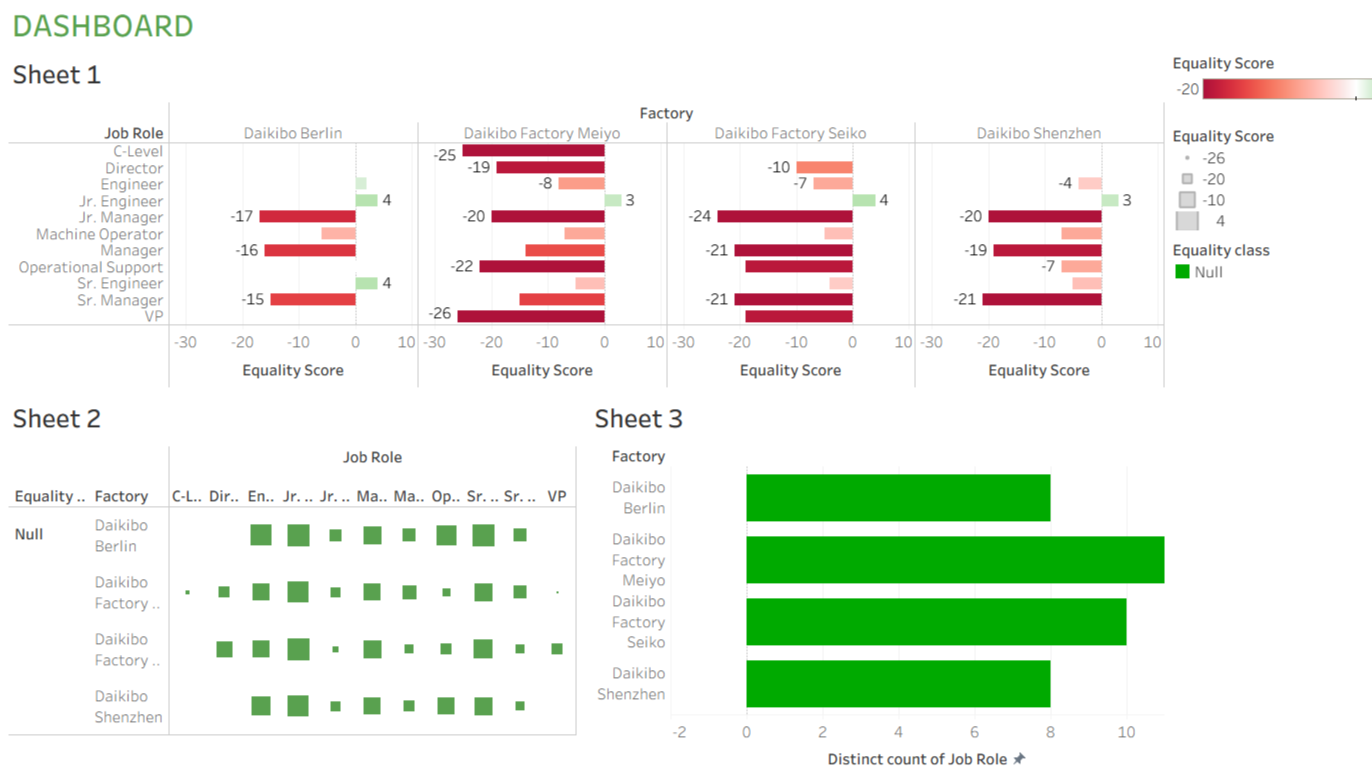 DASHBOARD
Sheet 1
Factory
Job Role Daikibo Berlin Daikibo Factory Meiyo Daikibo Factory Seiko Daikibo Shenzhen
C-Level -25
Director -19 -10
Engineer -8 -7 -4
Jr. Engineer 4 3 4 3
Jr. Manager -17 -20 -24 -20
Machine Operator
Manager -16 -21 -19
Operational Support -22 -7
Sr. Engineer 4
Sr. Manager -15 -21 -21
VP -26
-30 -20 -10 0 10 -30 -20 -10 0 10 -30 -20 -10 0 10 -30 -20 -10 0 10
Equality Score Equality Score Equality Score Equality Score
Equality Score
-20
Equality Score
-26
-20
-10
4
Equality class
Null
Sheet 2
Job Role
Equality .. Factory C-L.. Dir.. En.. Jr. .. Jr. .. Ma.. Ma.. Op.. Sr. .. Sr. .. VP
Null Daikibo
Berlin
Daikibo
Factory ..
Daikibo
Factory ..
Daikibo
Shenzhen
Sheet 3
Factory
Daikibo
Berlin
Daikibo
Factory
Meiyo
Daikibo
Factory
Seiko
Daikibo
Shenzhen
-2 0 2 4 6 8 10
Distinct count of Job Role